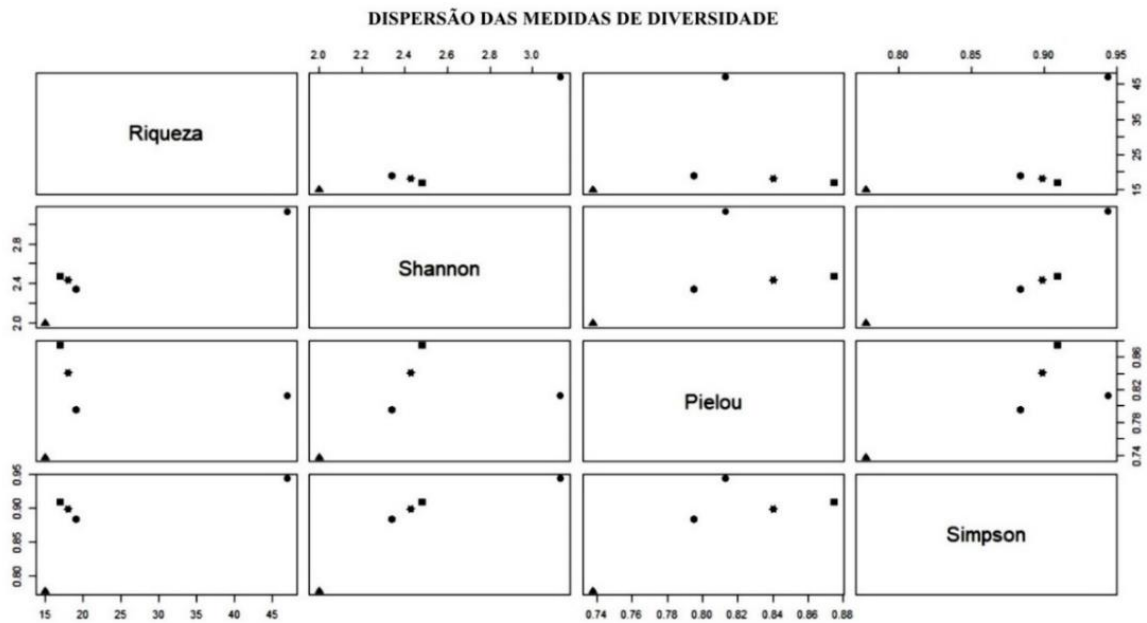 DISPERSÃO DAS MEDIDAS DE DIVERSIDADE
2.0 2.2 2.4 2.6 2.8 3.0 0.80 0.85 0.90 0.95
Riqueza
15 25 35 45
Shannon
2.0 2.4 2.8
Pielou
0.74 0.78 0.82 0.86
Simpson
0.80 0.85 0.90 0.95
15 20 25 30 35 40 45 0.74 0.76 0.78 0.80 0.82 0.84 0.86 0.88